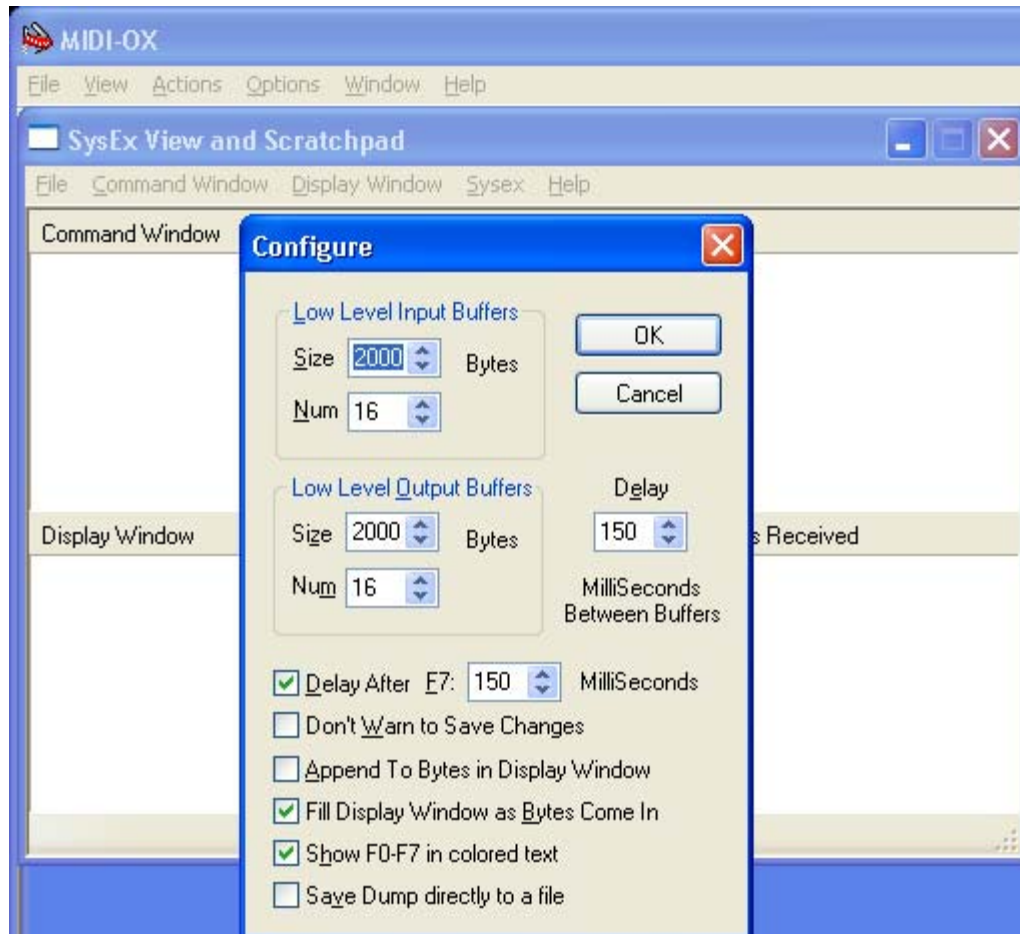 MIDI-OX
File View Actions Options Window Help
SysEx View and Scratchpad
File Command Window Display Window Sysex Help
Command Window
Configure
Low Level Input Buffers
Size 2000 Bytes
Num 16
OK
Cancel
Low Level Output Buffers
Size 2000 Bytes
Num 16
Delay
150
MilliSeconds
Between Buffers
Display Window
s Received
Delay After F7: 150 MilliSeconds
Don't Warn to Save Changes
Append To Bytes in Display Window
Fill Display Window as Bytes Come In
Show F0-F7 in colored text
Save Dump directly to a file